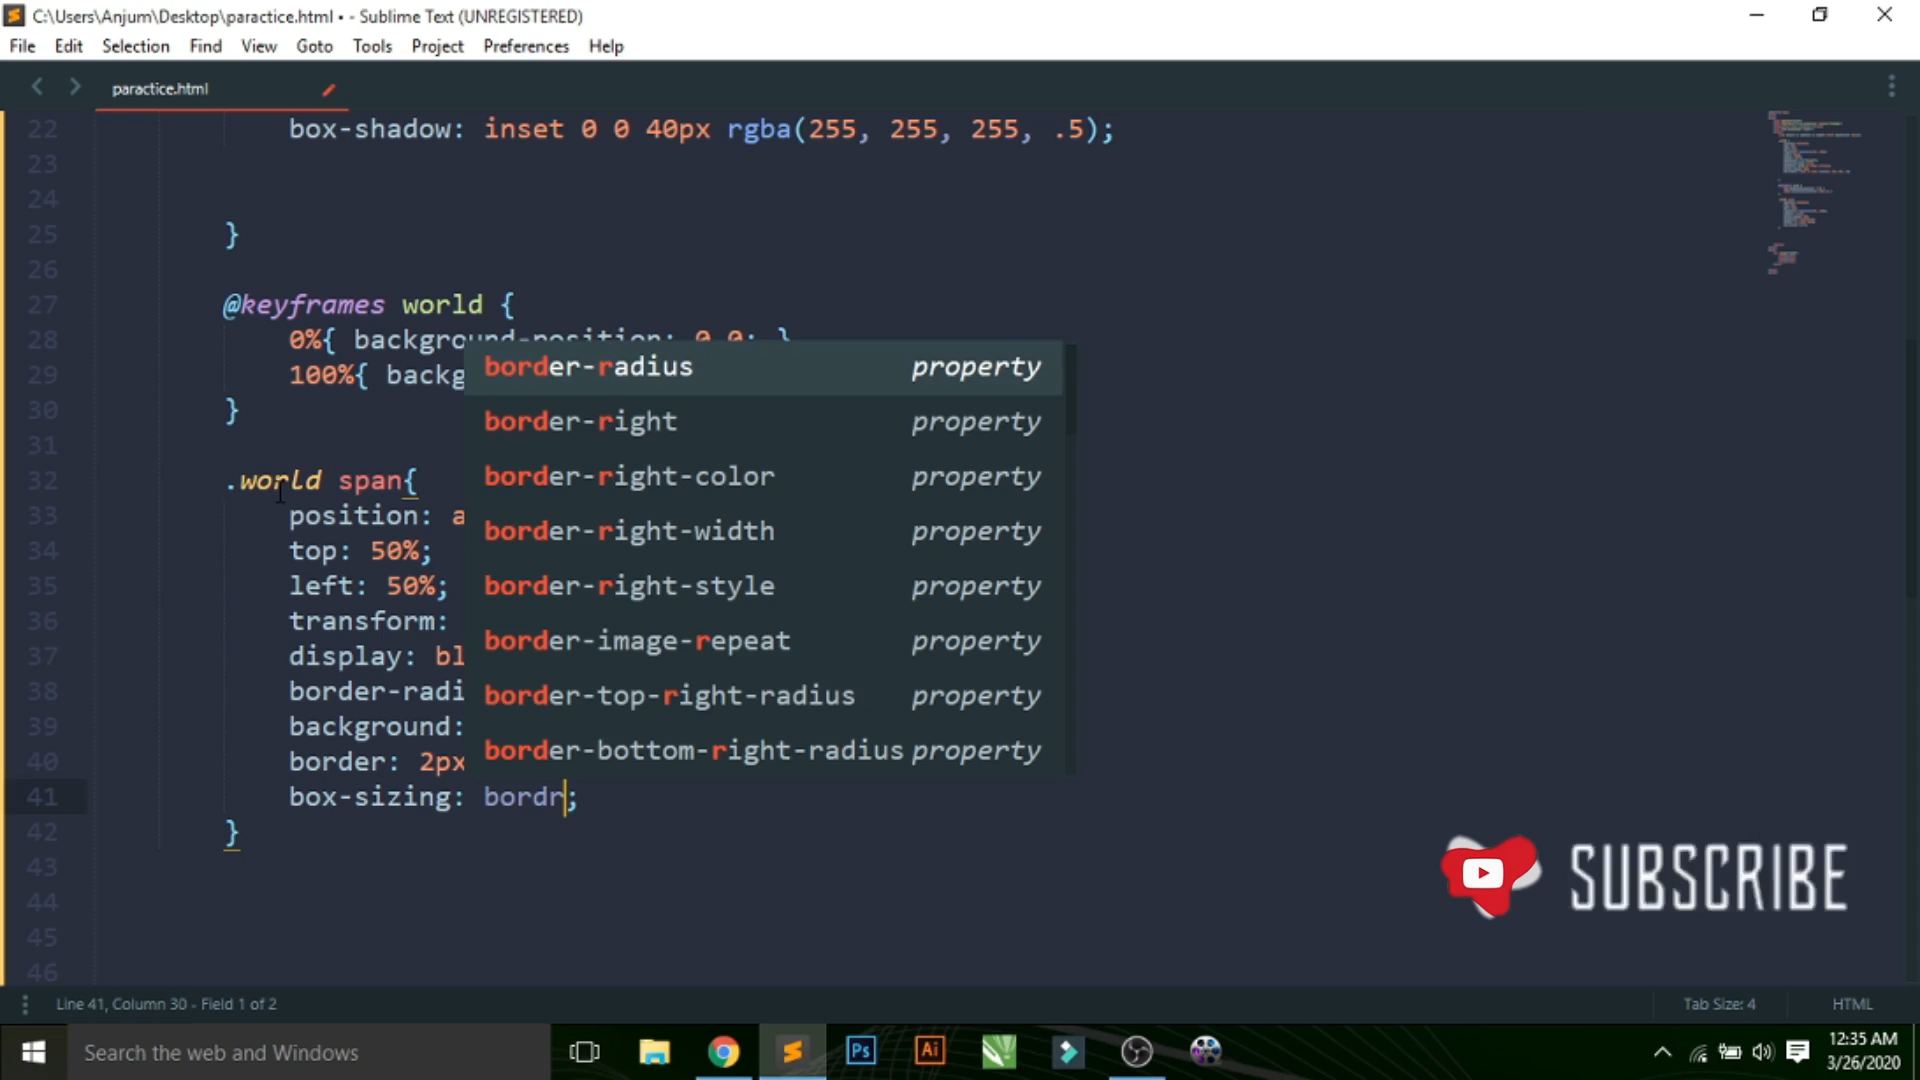 C:\Users\Anjum\Desktop\paractice.html • - Sublime Text (UNREGISTERED)
File Edit Selection Find View Goto Tools Project Preferences Help
paractice.html
22 box-shadow: inset 0 0 40px rgba(255, 255, 255, .5);
23
24
25 }
26
27 @keyframes world {
28 0%{ background-position: 0 0; }
29 100%{ backg
30 }
31
32 .world span{
33 position: a
34 top: 50%;
35 left: 50%;
36 transform:
37 display: bl
38 border-radi
39 background:
40 border: 2px
41 box-sizing: bordr;
42 }
43
44
45
46
border-radius property
border-right property
border-right-color property
border-right-width property
border-right-style property
border-image-repeat property
border-top-right-radius property
border-bottom-right-radius property
SUBSCRIBE
Line 41, Column 30 - Field 1 of 2 Tab Size: 4 HTML
Search the web and Windows
Ps Ai
12:35 AM
3/26/2020